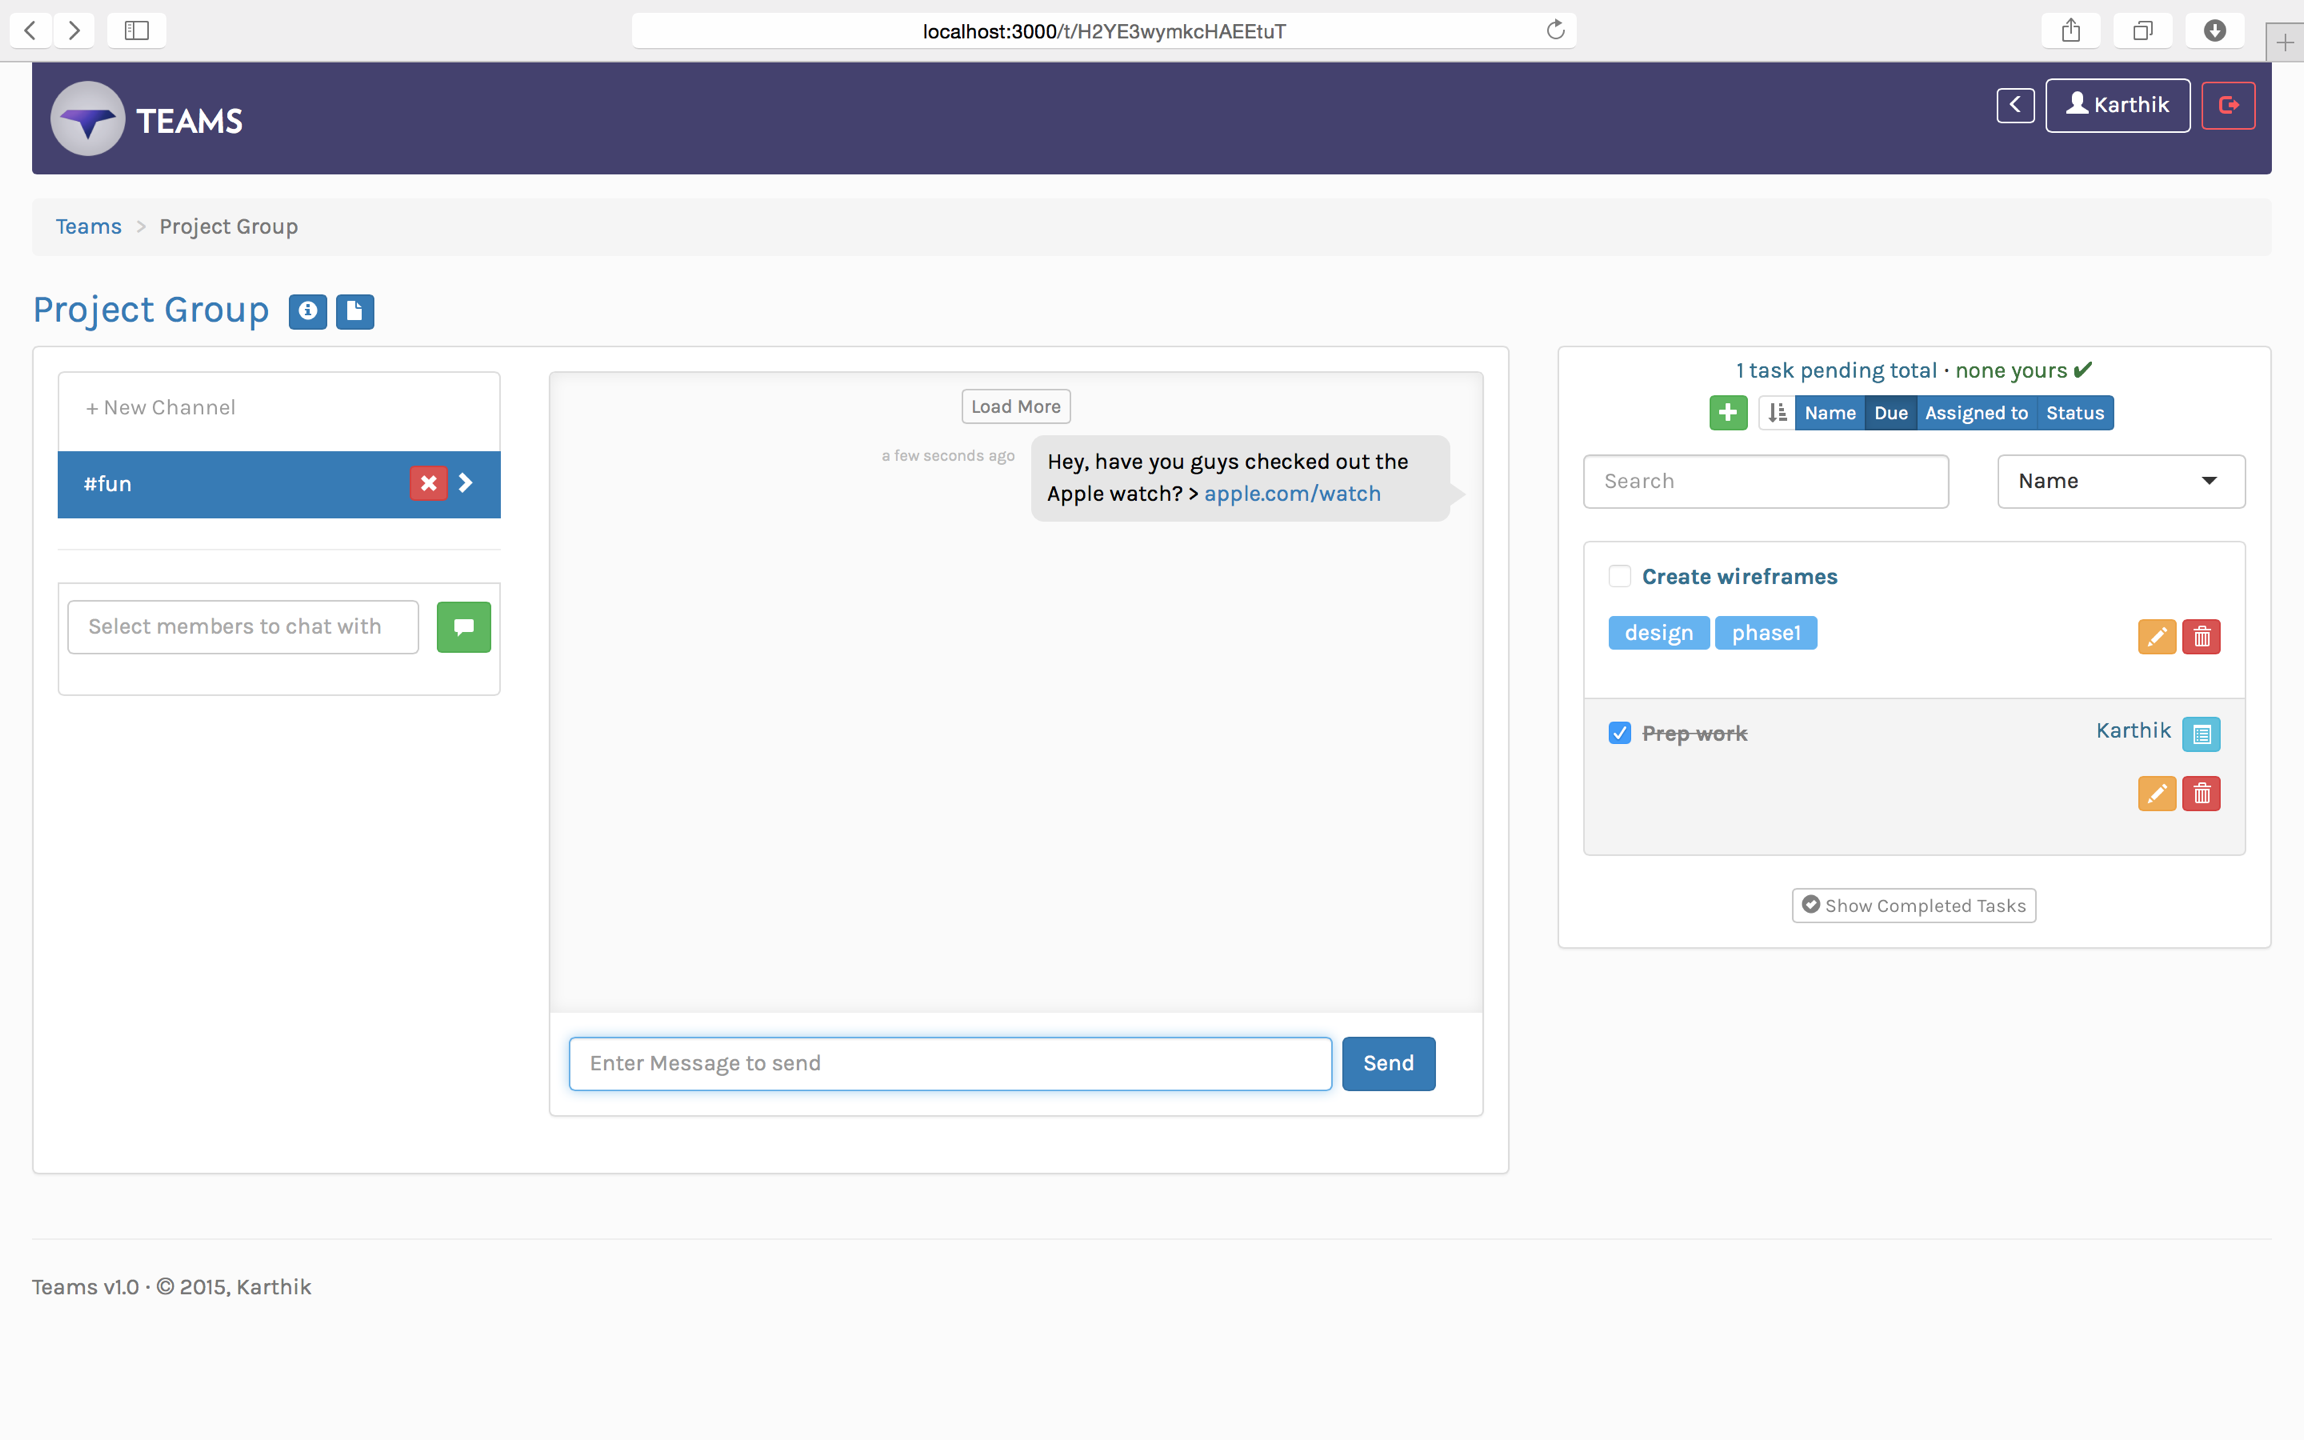 localhost:3000/t/H2YE3wymkcHAEEtuT
TEAMS
Karthik
Teams > Project Group
Project Group
+ New Channel
#fun
Select members to chat with
Load More
a few seconds ago
Hey, have you guys checked out the
Apple watch? > apple.com/watch
Enter Message to send
Send
1 task pending total · none yours ✔
Name Due Assigned to Status
Search
Name
Create wireframes
design phase1
Prep work
Karthik
Show Completed Tasks
Teams v1.0 · © 2015, Karthik